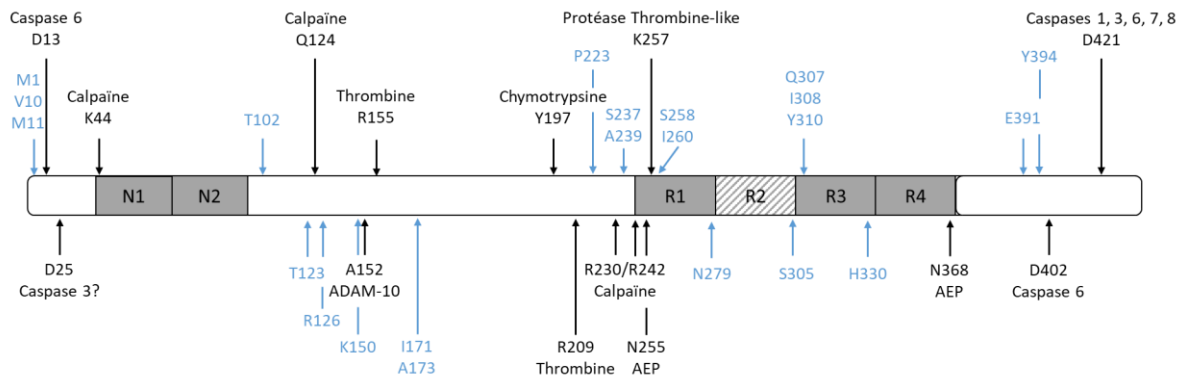 Caspase 6
D13
Calpaïne
Q124
Protéase Thrombine-like
K257
Caspases 1, 3, 6, 7, 8
D421
M1
V10
M11
Calpaïne
K44
T102
Thrombine
R155
Chymotrypsine
Y197
P223
S237
A239
S258
I260
Q307
I308
Y310
E391
Y394
N1
N2
R1
R2
R3
R4
D25
Caspase 3?
T123
R126
A152
ADAM-10
K150
I171
A173
R209
Thrombine
R230/R242
Calpaïne
N255
AEP
N279
S305
H330
N368
AEP
D402
Caspase 6